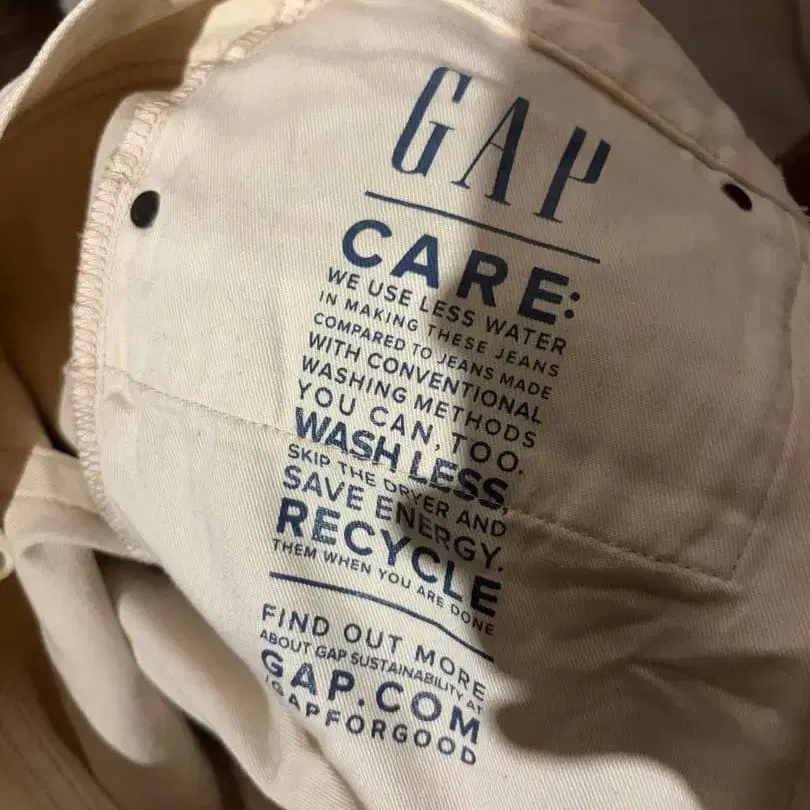 GAP
CARE:
WE USE LESS WATER
IN MAKING THESE JEANS
COMPARED TO JEANS MADE
WITH CONVENTIONAL
WASHING METHODS
YOU CAN, TOO.
WASH LESS,
SKIP THE DRYER AND
SAVE ENERGY.
RECYCLE
THEM WHEN YOU ARE DONE
FIND OUT MORE
ABOUT GAP SUSTAINABILITY AT
GAP.COM
/GAPFORGOOD